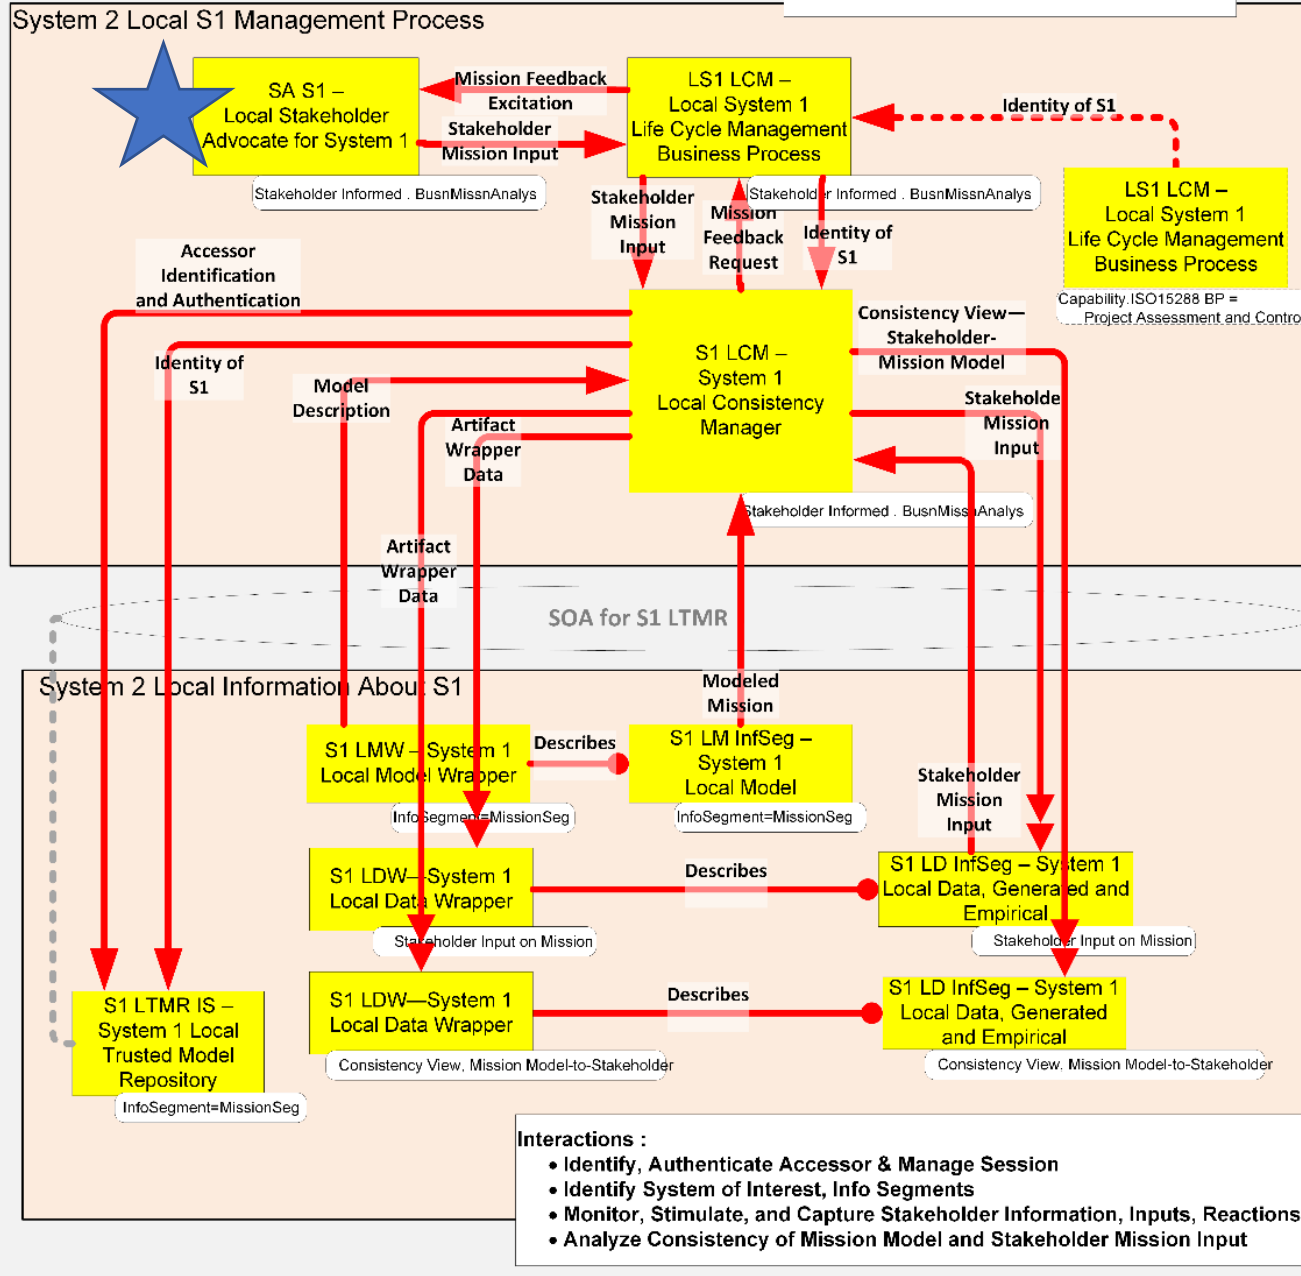 System 2 Local S1 Management Process
SA S1 –
Local Stakeholder
Advocate for System 1
Stakeholder Informed . BusnMissnAnalys
Mission Feedback
Excitation
Stakeholder
Mission Input
LS1 LCM –
Local System 1
Life Cycle Management
Business Process
Stakeholder Informed . BusnMissnAnalys
Identity of S1
LS1 LCM –
Local System 1
Life Cycle Management
Business Process
Capability.ISO15288 BP =
Project Assessment and Contro
Stakeholder
Mission
Input
Mission
Feedback
Request
Identity of
S1
Accessor
Identification
and Authentication
Identity of
S1
Model
Description
Artifact
Wrapper
Data
Artifact
Wrapper
Data
S1 LCM –
System 1
Local Consistency
Manager
Stakeholder Informed . BusnMissnAnalys
Consistency View—
Stakeholder-
Mission Model
Stakeholde
Mission
Input
SOA for S1 LTMR
System 2 Local Information About S1
Modeled
Mission
S1 LMW – System 1
Local Model Wrapper
InfoSegment=MissionSeg
Describes
S1 LM InfSeg –
System 1
Local Model
InfoSegment=MissionSeg
Stakeholder
Mission
Input
S1 LDW—System 1
Local Data Wrapper
Stakeholder Input on Mission
Describes
S1 LD InfSeg – System 1
Local Data, Generated and
Empirical
Stakeholder Input on Mission
S1 LDW—System 1
Local Data Wrapper
Consistency View, Mission Model-to-Stakeholder
Describes
S1 LD InfSeg – System 1
Local Data, Generated
and Empirical
Consistency View, Mission Model-to-Stakeholder
S1 LTMR IS –
System 1 Local
Trusted Model
Repository
InfoSegment=MissionSeg
Interactions :
• Identify, Authenticate Accessor & Manage Session
• Identify System of Interest, Info Segments
• Monitor, Stimulate, and Capture Stakeholder Information, Inputs, Reactions
• Analyze Consistency of Mission Model and Stakeholder Mission Input